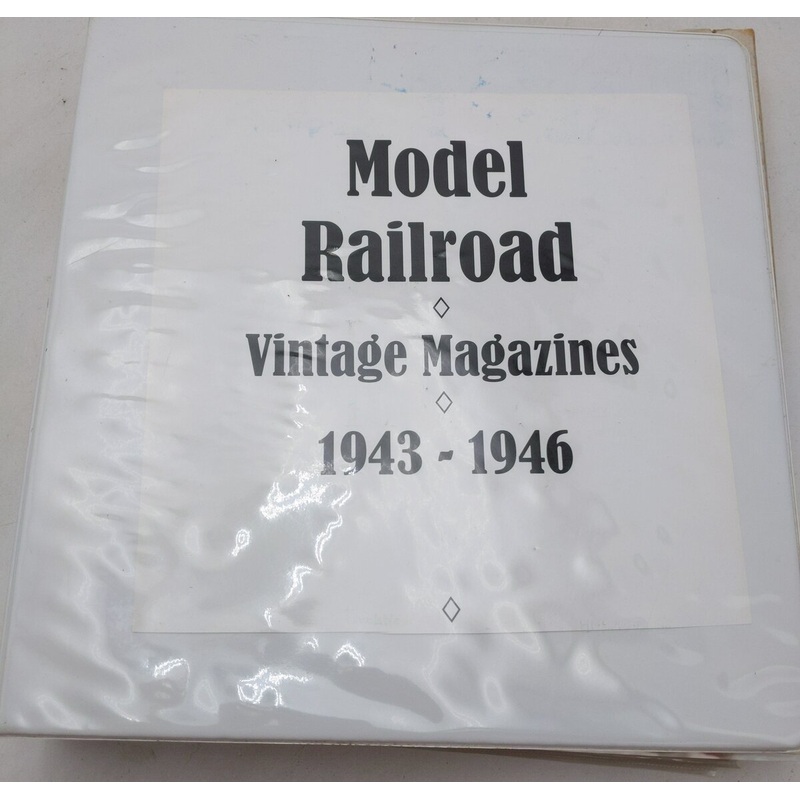 Model
Railroad
◊
Vintage Magazines
◊
1943 - 1946
◊